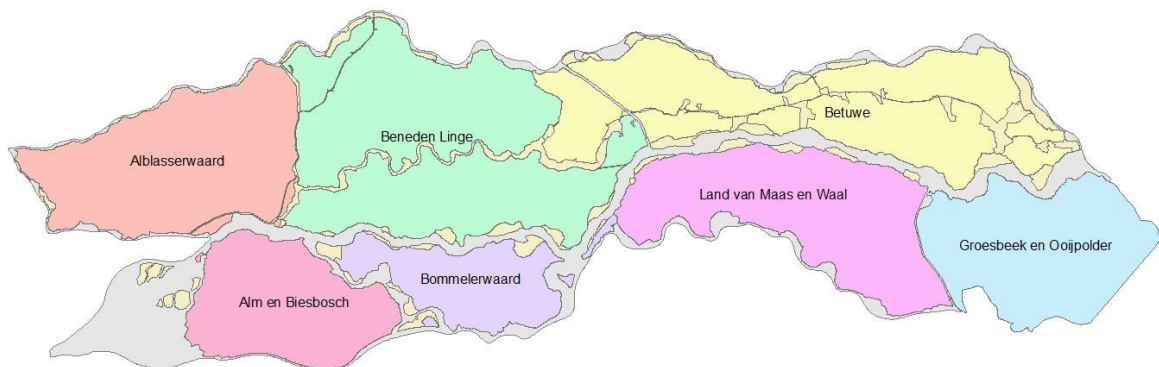 Betuwe
Beneden Linge
Alblasserwaard
Land van Maas en Waal
Groesbeek en Ooijpolder
Bommelerwaard
Alm en Biesbosch